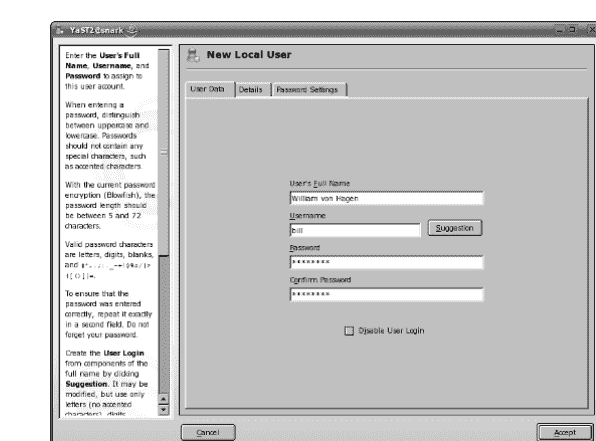 YaST2@snark
Enter the User's Full
Name, Username, and
Password to assign to
this user account.
When entering a
password, distinguish
between uppercase and
lowercase. Passwords
should not contain any
special characters, such
as accented characters.
With the current password
encryption (Blowfish), the
password length should
be between 5 and 72
characters.
Valid password characters
are letters, digits, blanks,
and
To ensure that the
password was entered
correctly, repeat it exactly
in a second field. Do not
forget your password.
Create the User Login
from components of the
full name by clicking
Suggestion. It may be
modified, but use only
letters (no accented
characters), digits,
New Local User
User Data Details Password Settings
User's Full Name
William von Hagen
Username
bill
Suggestion
Password
********
Confirm Password
********
Disable User Login
Cancel
Accept